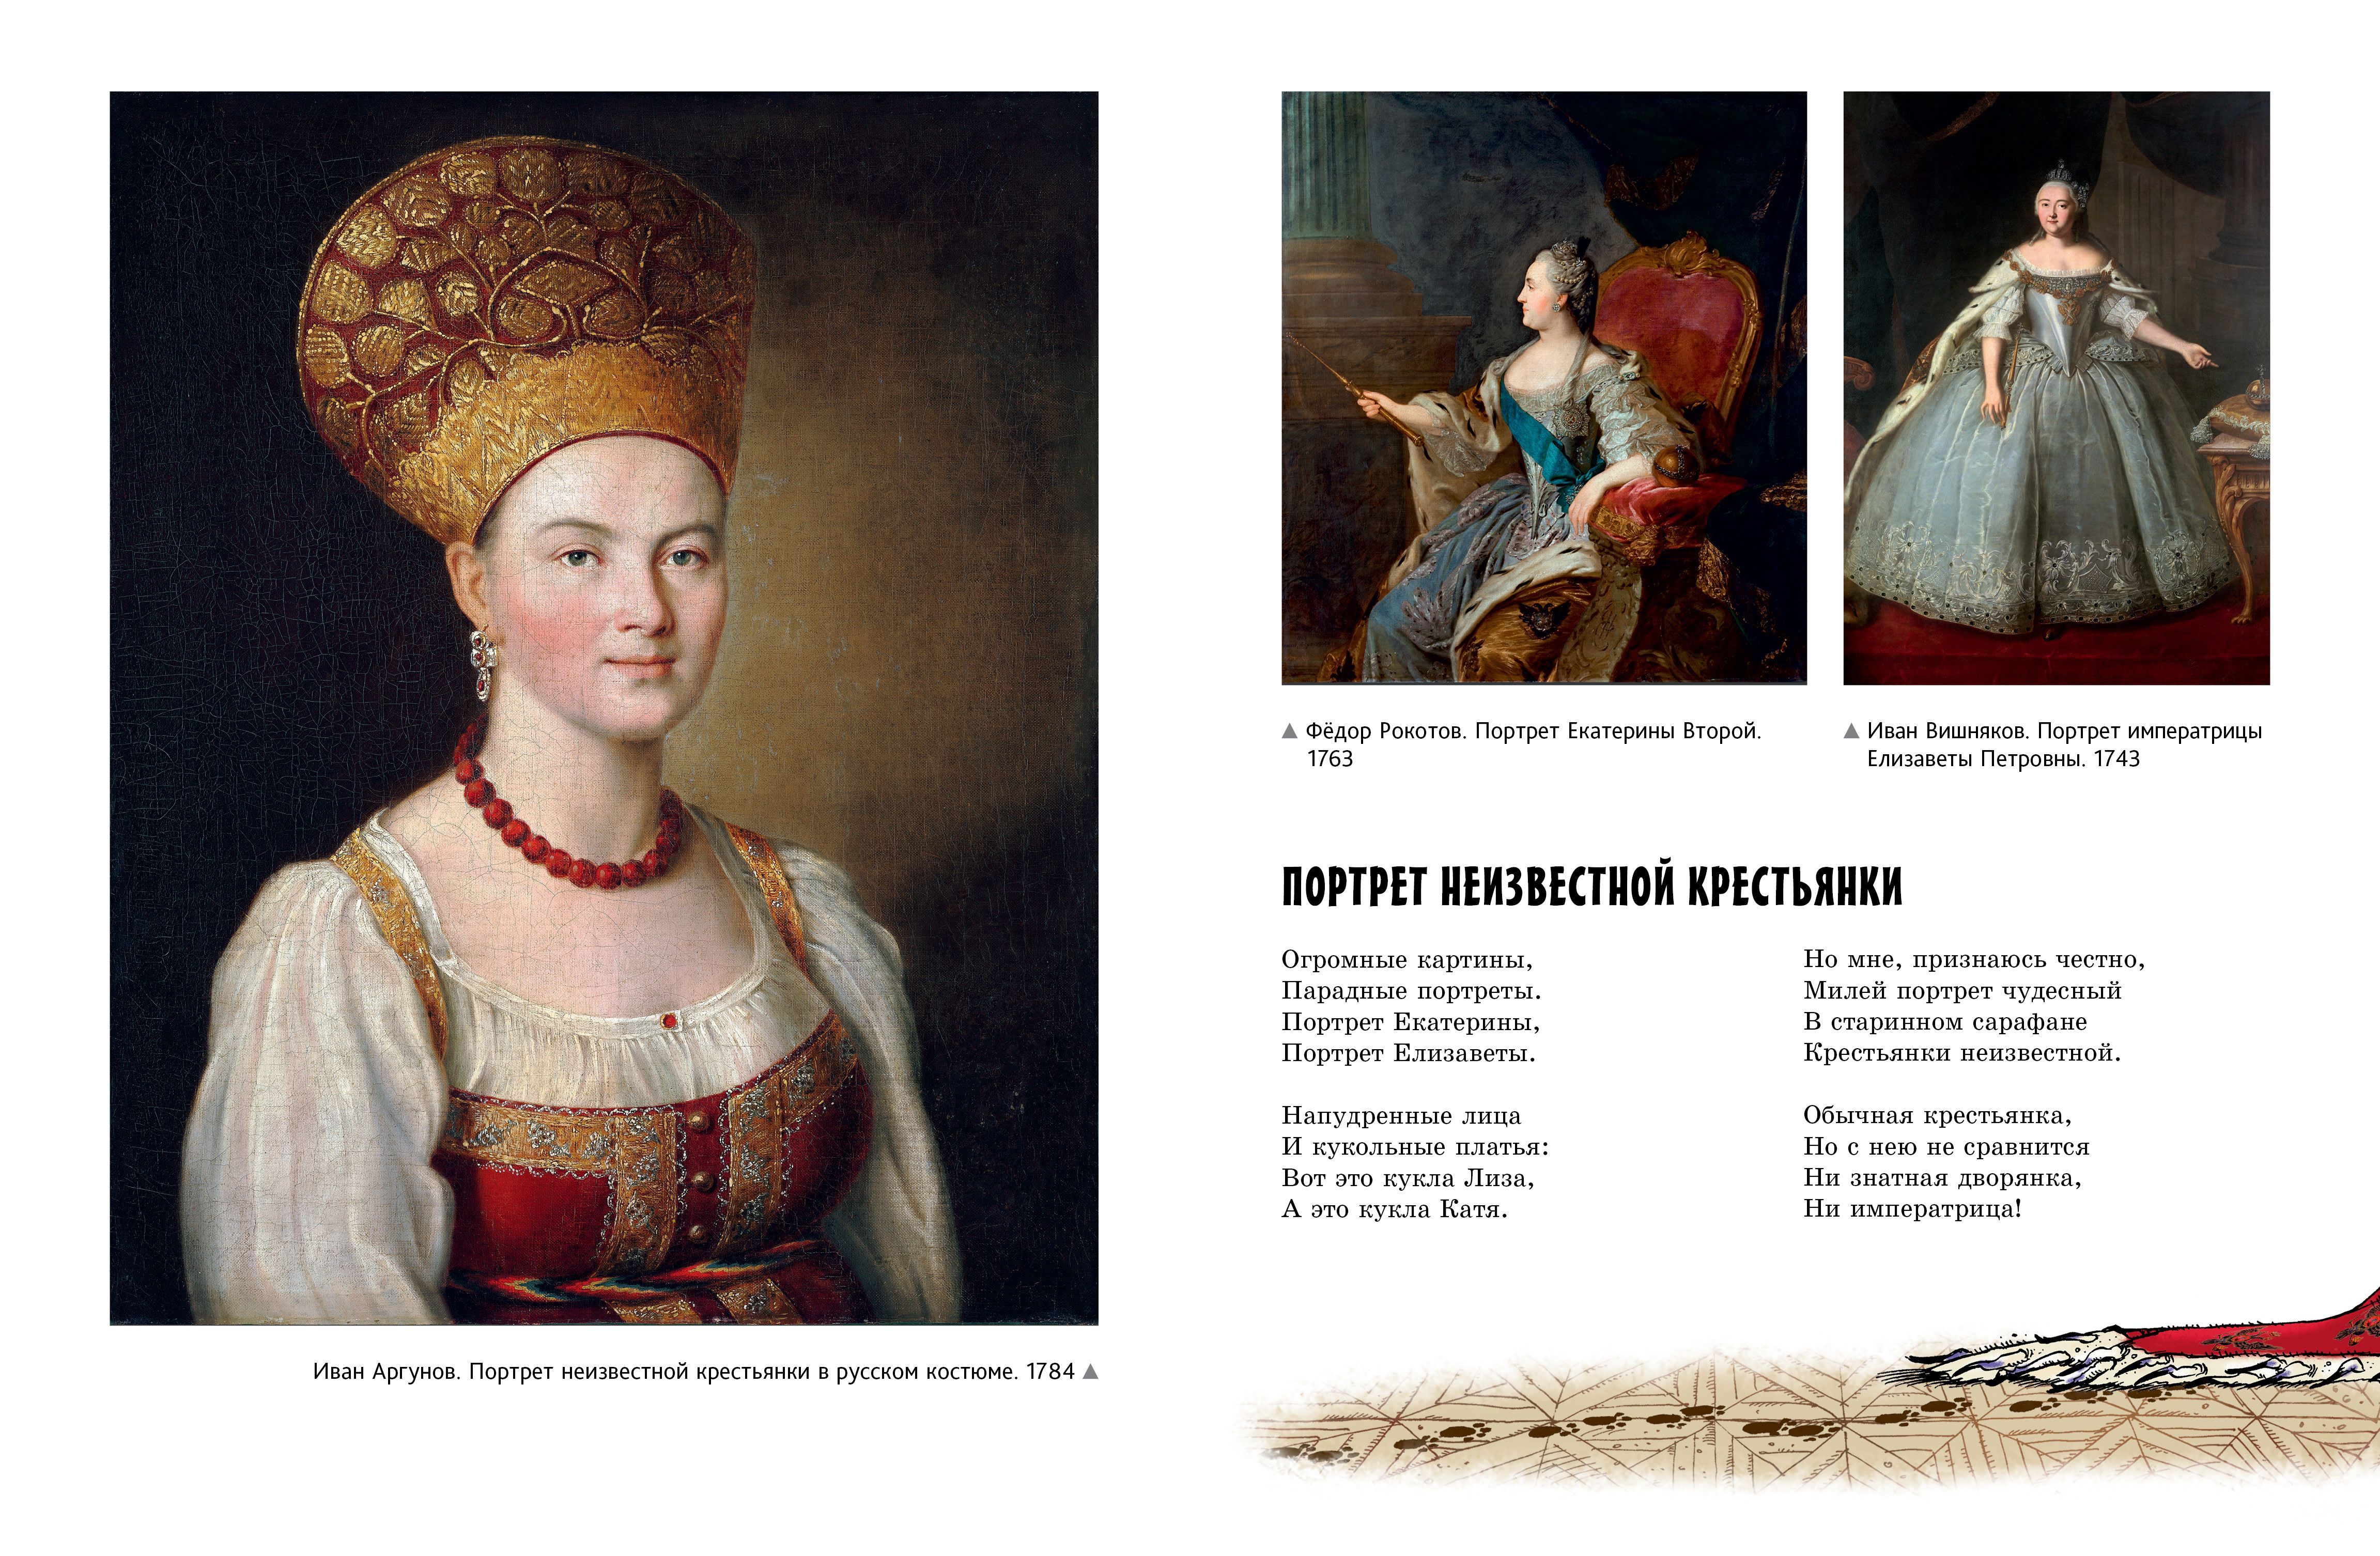 Иван Аргунов. Портрет неизвестной крестьянки в русском костюме. 1784
Фёдор Рокотов. Портрет Екатерины Второй.
1763
Иван Вишняков. Портрет императрицы
Елизаветы Петровны. 1743
ПОРТРЕТ НЕИЗВЕСТНОЙ КРЕСТЬЯНКИ
Огромные картины,
Парадные портреты.
Портрет Екатерины,
Портрет Елизаветы.
Напудренные лица
И кукольные платья:
Вот это кукла Лиза,
А это кукла Катя.
Но мне, признаюсь честно,
Милей портрет чудесный
В старинном сарафане
Крестьянки неизвестной.
Обычная крестьянка,
Но с нею не сравнится
Ни знатная дворянка,
Ни императрица!